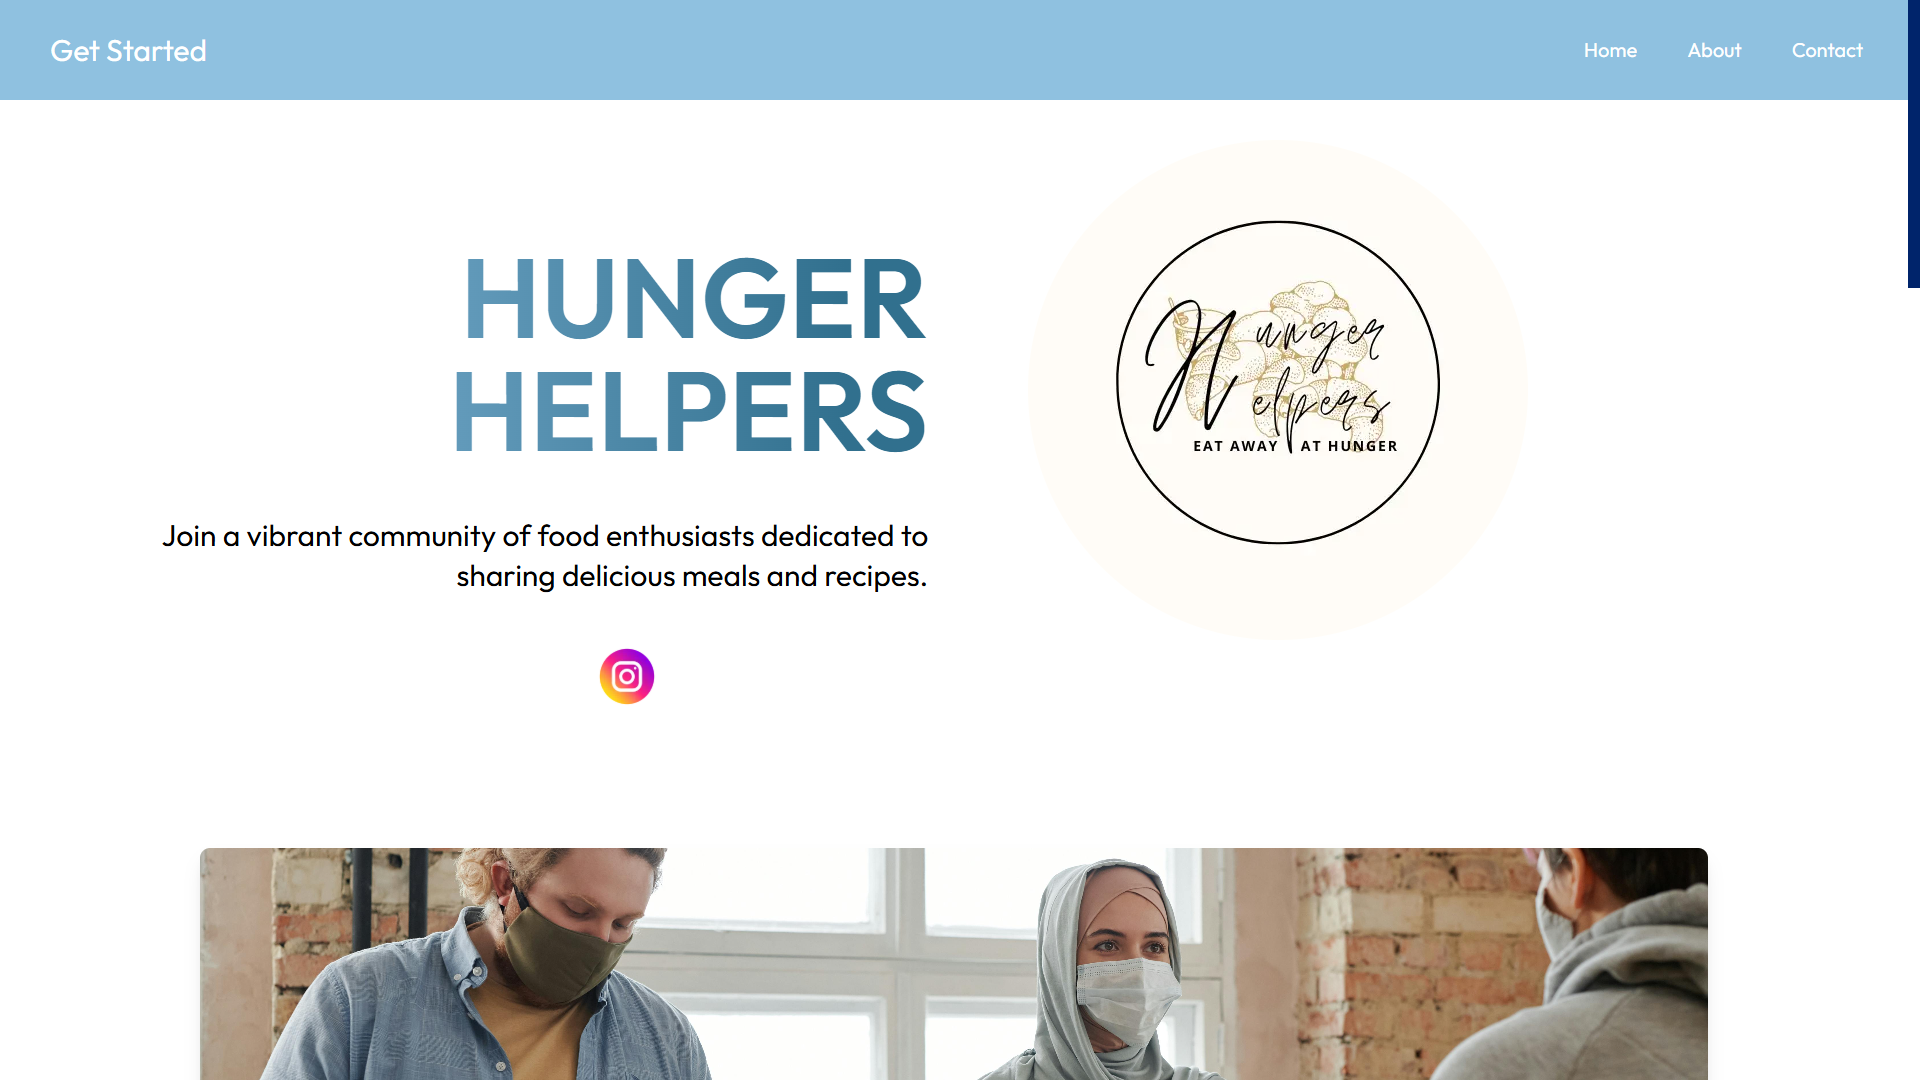 Get Started
Home
About
Contact
HUNGER
HELPERS
Join a vibrant community of food enthusiasts dedicated to
sharing delicious meals and recipes.
Hunger
Helpers
EAT AWAY AT HUNGER